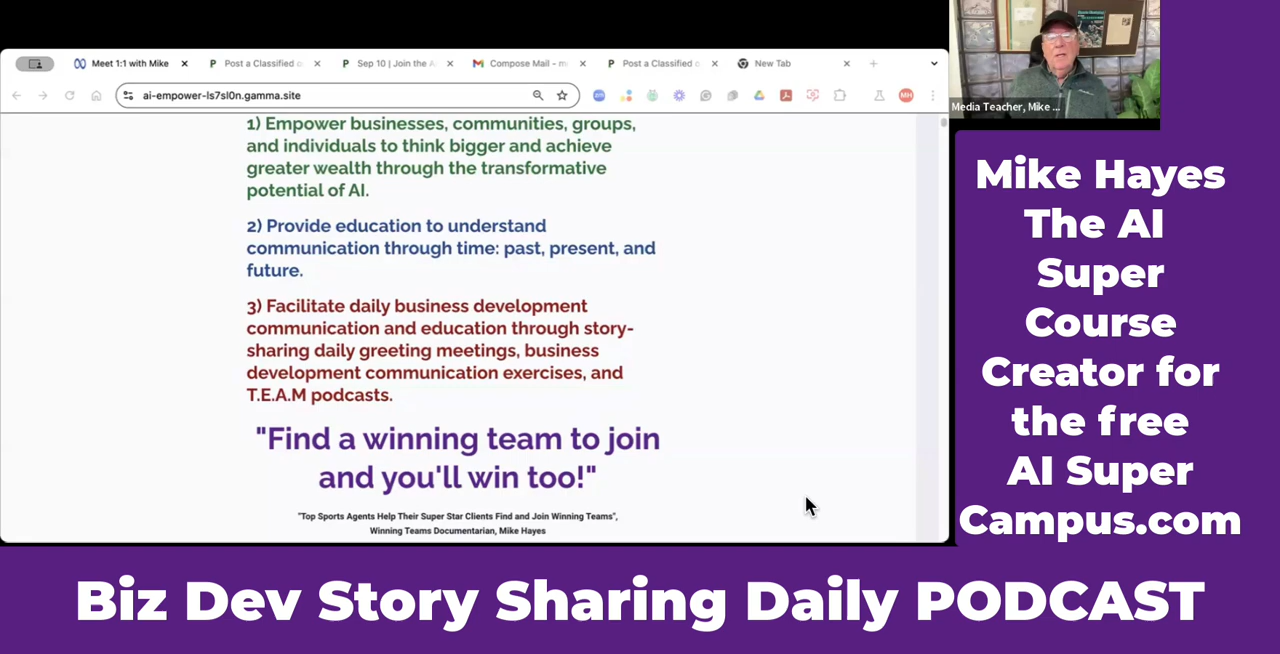 Meet 1:1 with Mike
Post a Classified
Sep 10 | Join the A
Compose Mail – m
Post a Classified
New Tab
ai-empower-ls7sl0n.gamma.site
MH
1) Empower businesses, communities, groups,
and individuals to think bigger and achieve
greater wealth through the transformative
potential of AI.
2) Provide education to understand
communication through time: past, present, and
future.
3) Facilitate daily business development
communication and education through story-
sharing daily greeting meetings, business
development communication exercises, and
T.E.A.M podcasts.
"Find a winning team to join
and you'll win too!"
"Top Sports Agents Help Their Super Star Clients Find and Join Winning Teams",
Winning Teams Documentarian, Mike Hayes
Media Teacher, Mike ...
Mike Hayes
The AI
Super
Course
Creator for
the free
AI Super
Campus.com
Biz Dev Story Sharing Daily PODCAST